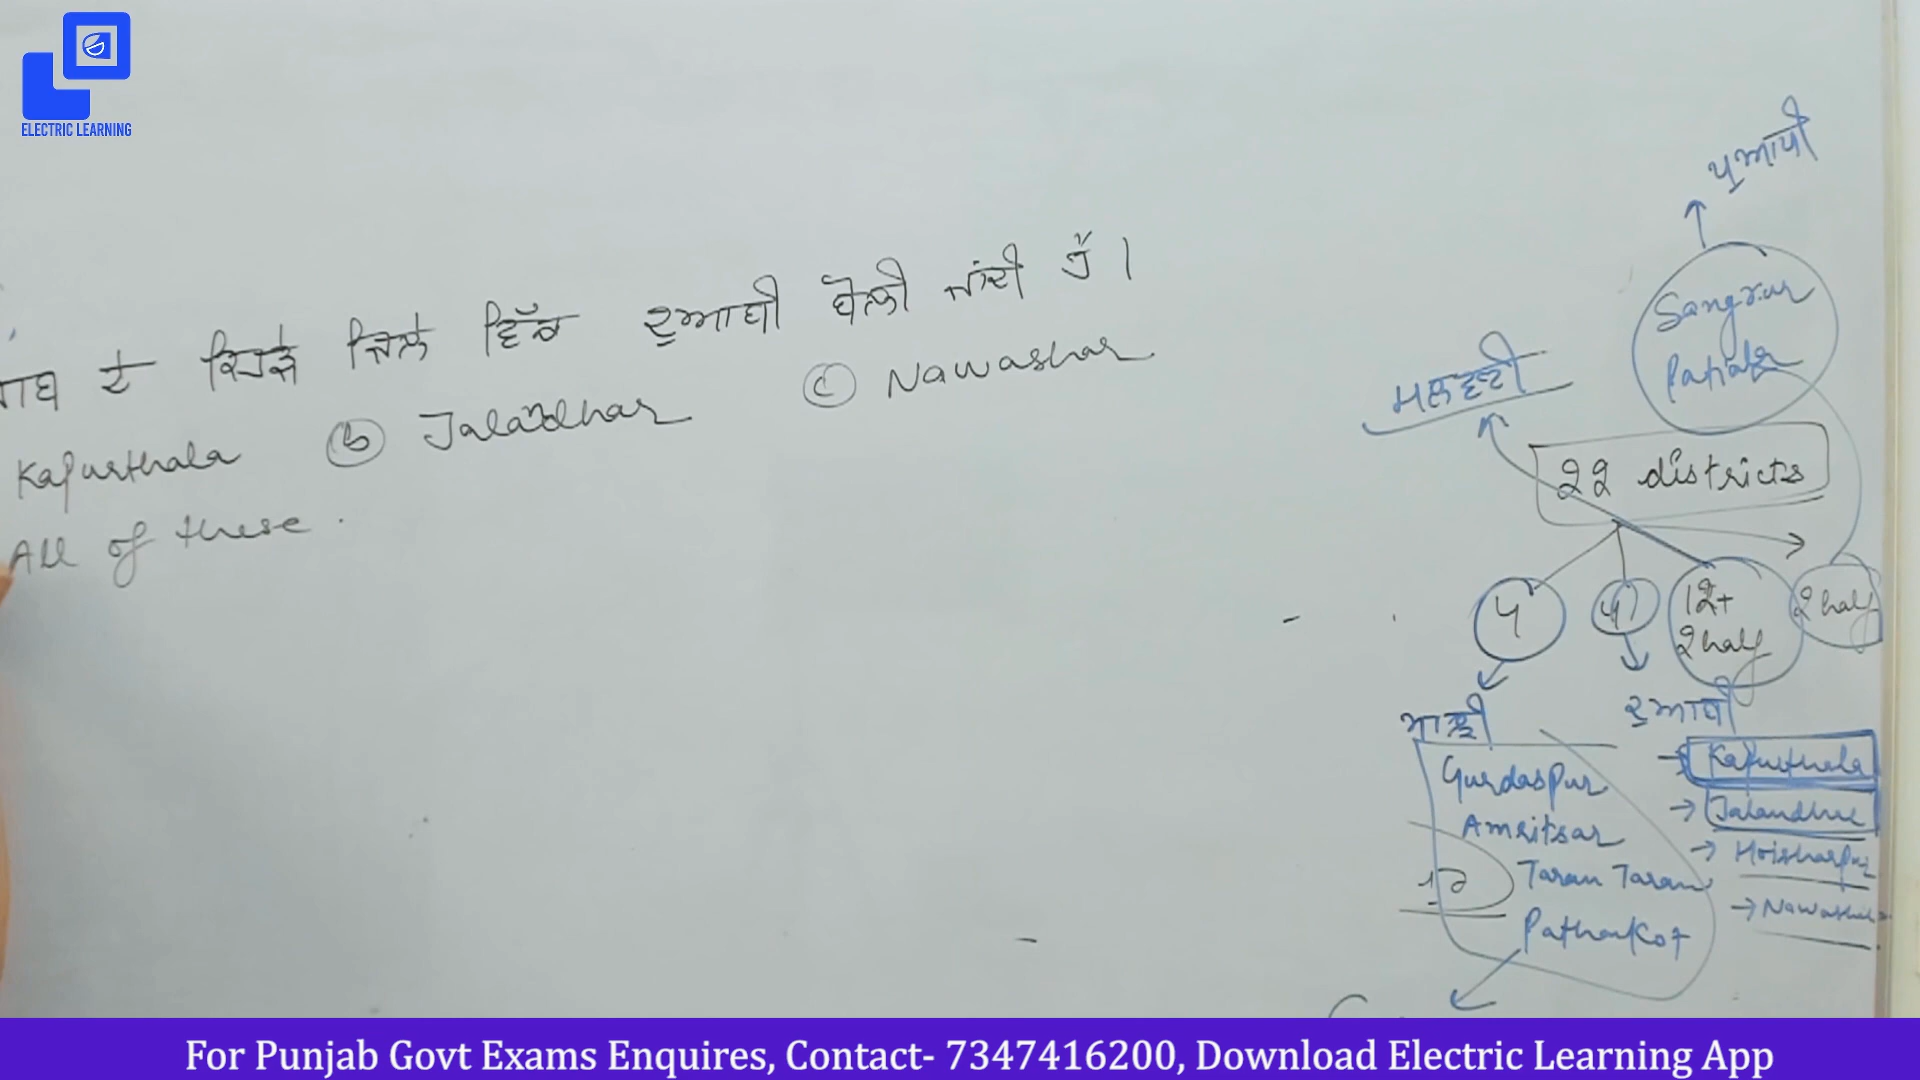 ELECTRIC LEARNING
ਦੇ ਕਿਹੜੇ ਜ਼ਿਲੇ ਵਿੱਚ ਦੁਆਬੀ ਬੋਲੀ ਜਾਂਦੀ ਹੈ ।
Kapurthala (b) Jalandhar (c) Nawashar
All of these .
ਪੁਆਧੀ
Sangrur
Patiala
ਮਲਵਈ
22 districts
4 4 12+ 2 half
2 half
ਮਾਝੀ ਦੁਆਬੀ
Gurdaspur
Amritsar
Taran Taran
Pathankot
Kapurthala
Jalandhar
For Punjab Govt Exams Enquires, Contact- 7347416200, Download Electric Learning App